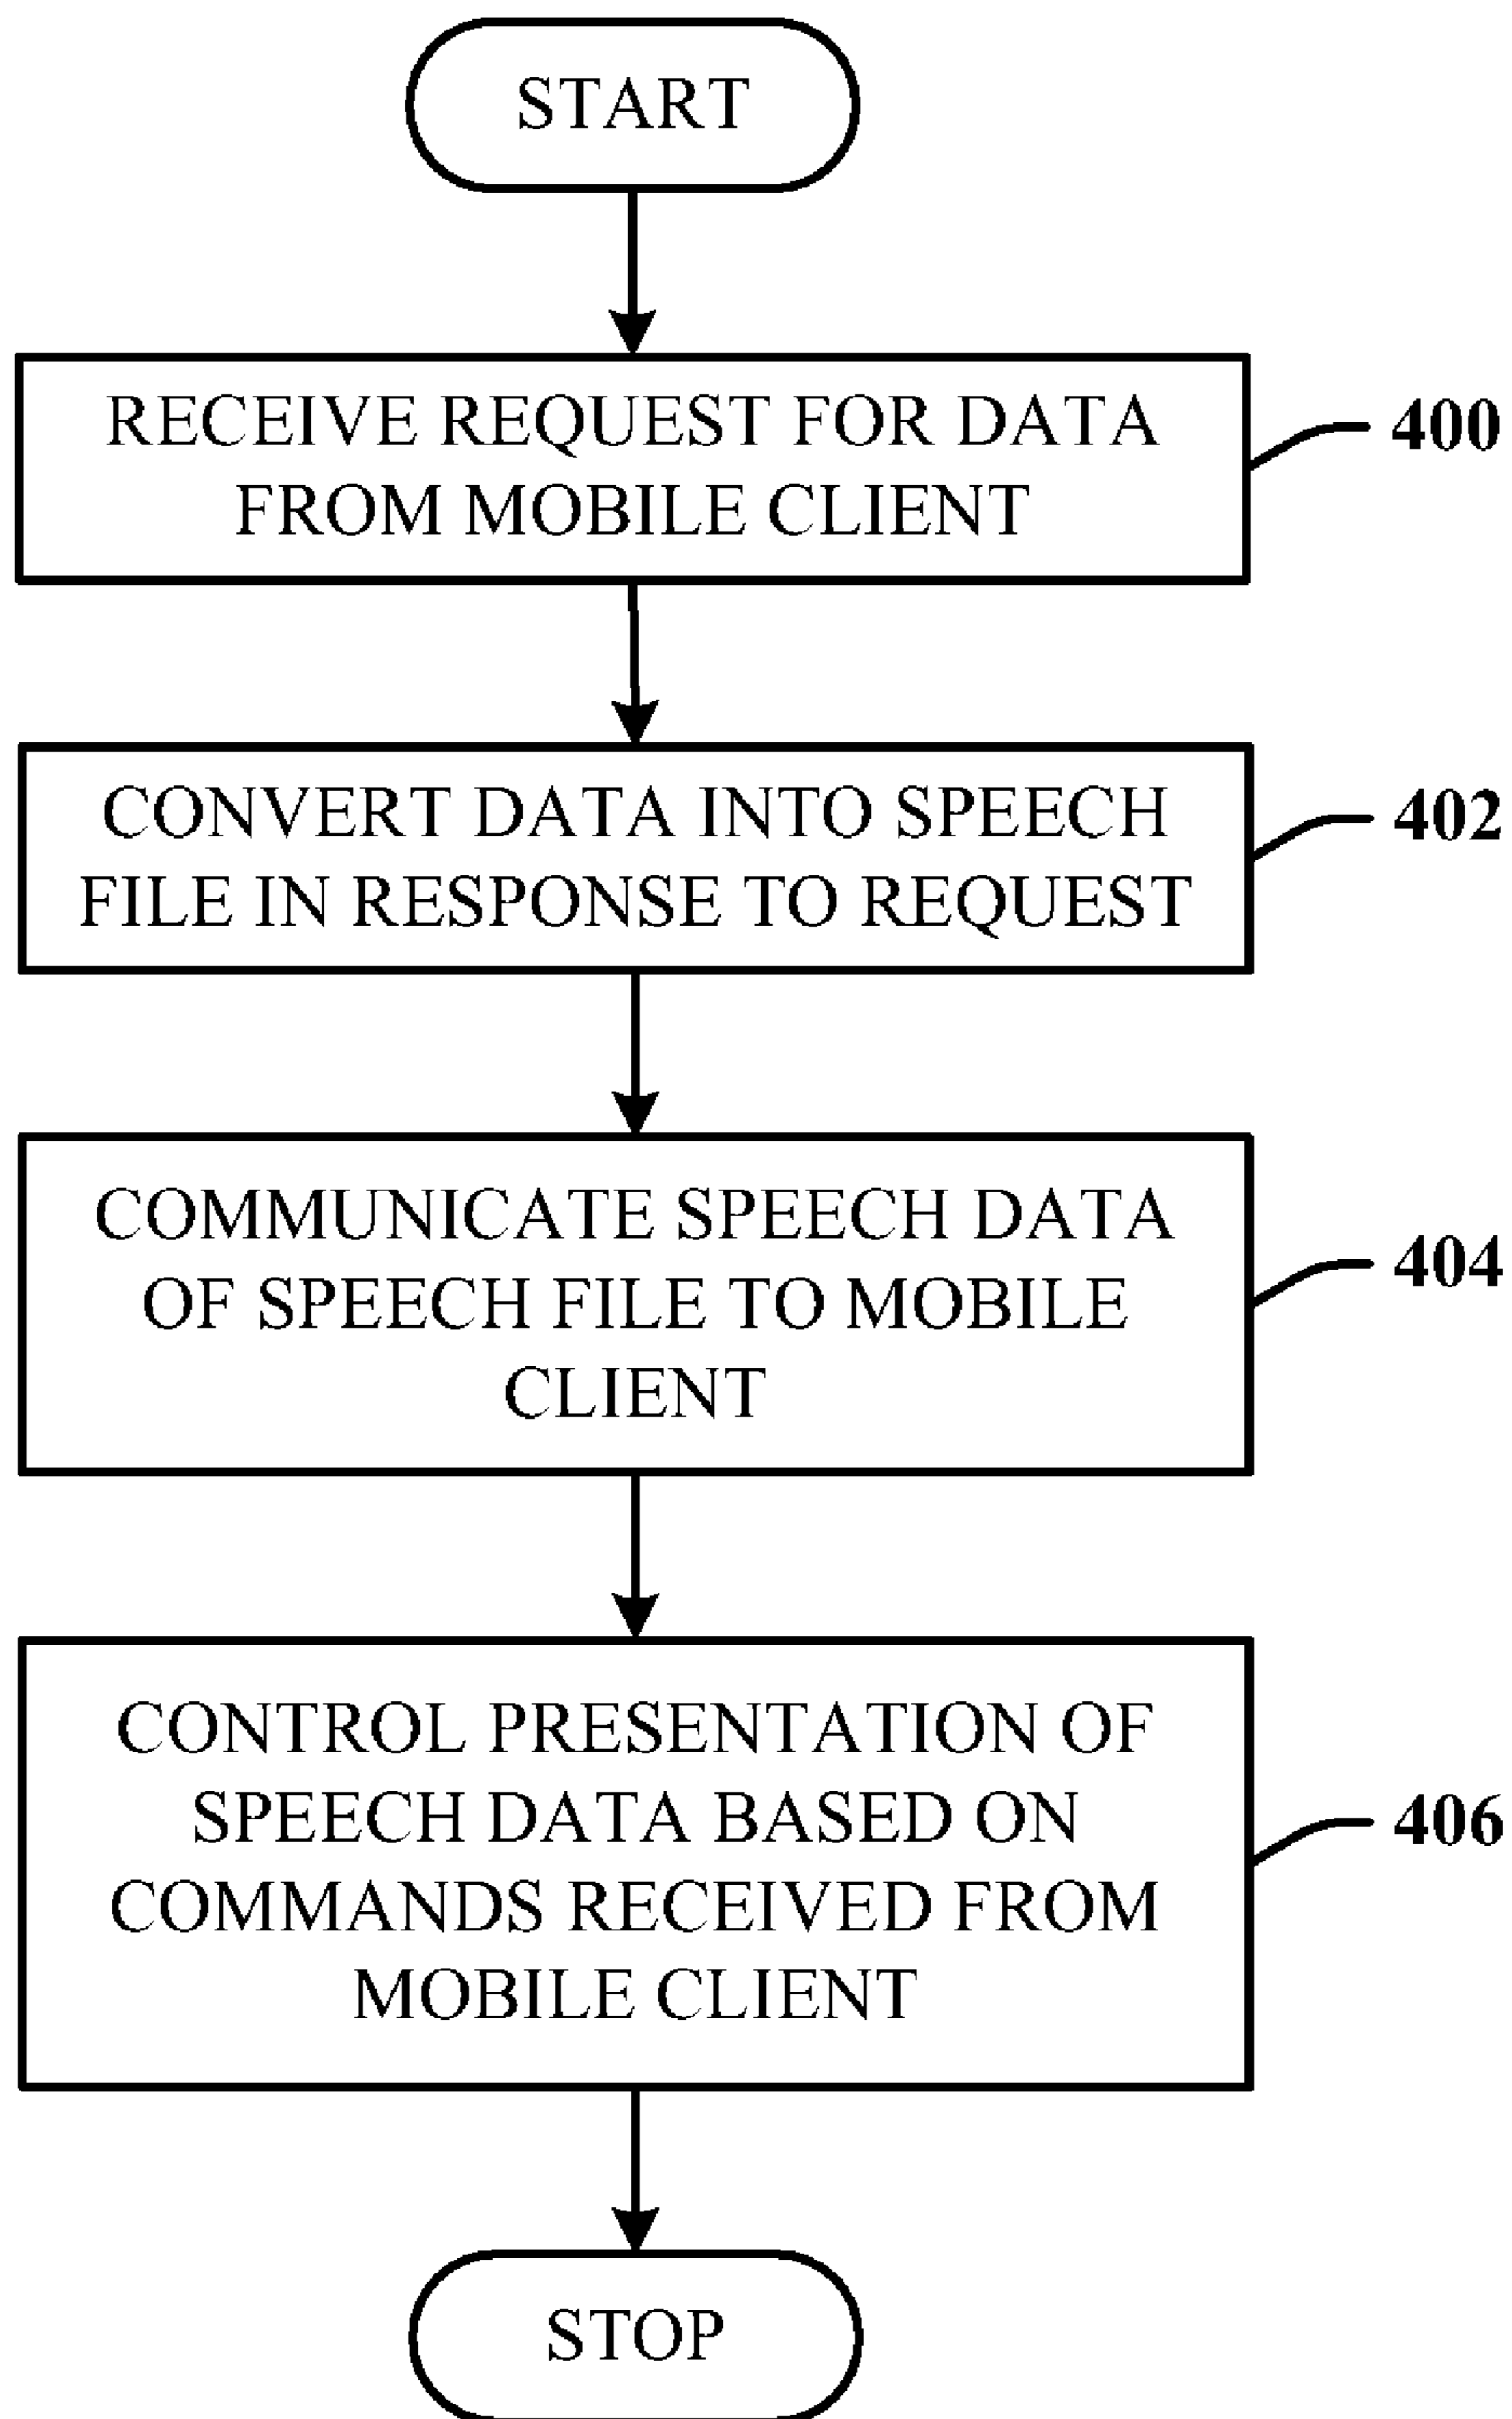 START
RECEIVE REQUEST FOR DATA
FROM MOBILE CLIENT
400
CONVERT DATA INTO SPEECH
FILE IN RESPONSE TO REQUEST
402
COMMUNICATE SPEECH DATA
OF SPEECH FILE TO MOBILE
CLIENT
404
CONTROL PRESENTATION OF
SPEECH DATA BASED ON
COMMANDS RECEIVED FROM
MOBILE CLIENT
406
STOP